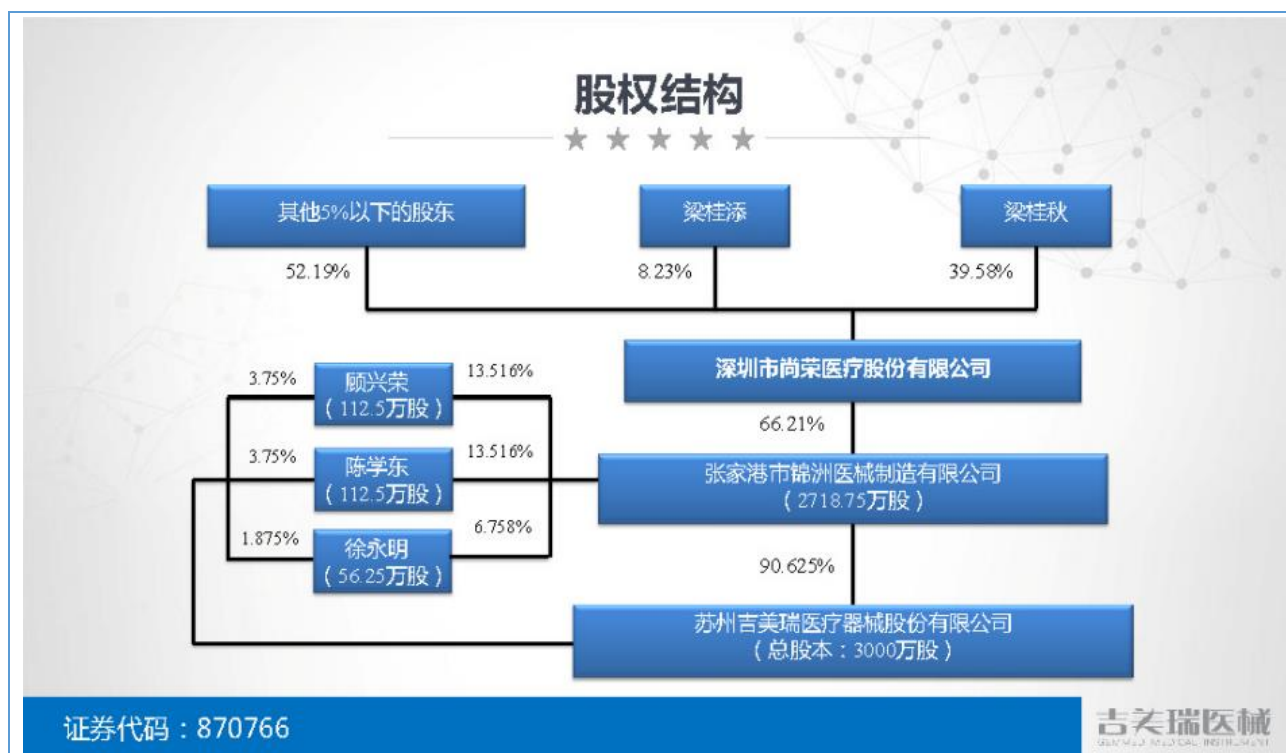 股权结构
其他5%以下的股东
梁桂添
梁桂秋
52.19%
8.23%
39.58%
深圳市尚荣医疗股份有限公司
66.21%
3.75%
顾兴荣
（112.5万股）
13.516%
3.75%
陈学东
（112.5万股）
13.516%
张家港市锦洲医械制造有限公司
（2718.75万股）
1.875%
徐永明
（56.25万股）
6.758%
90.625%
苏州吉美瑞医疗器械股份有限公司
（总股本：3000万股）
证券代码：870766
吉美瑞医械
GEMMED MEDICAL INSTRUMENT